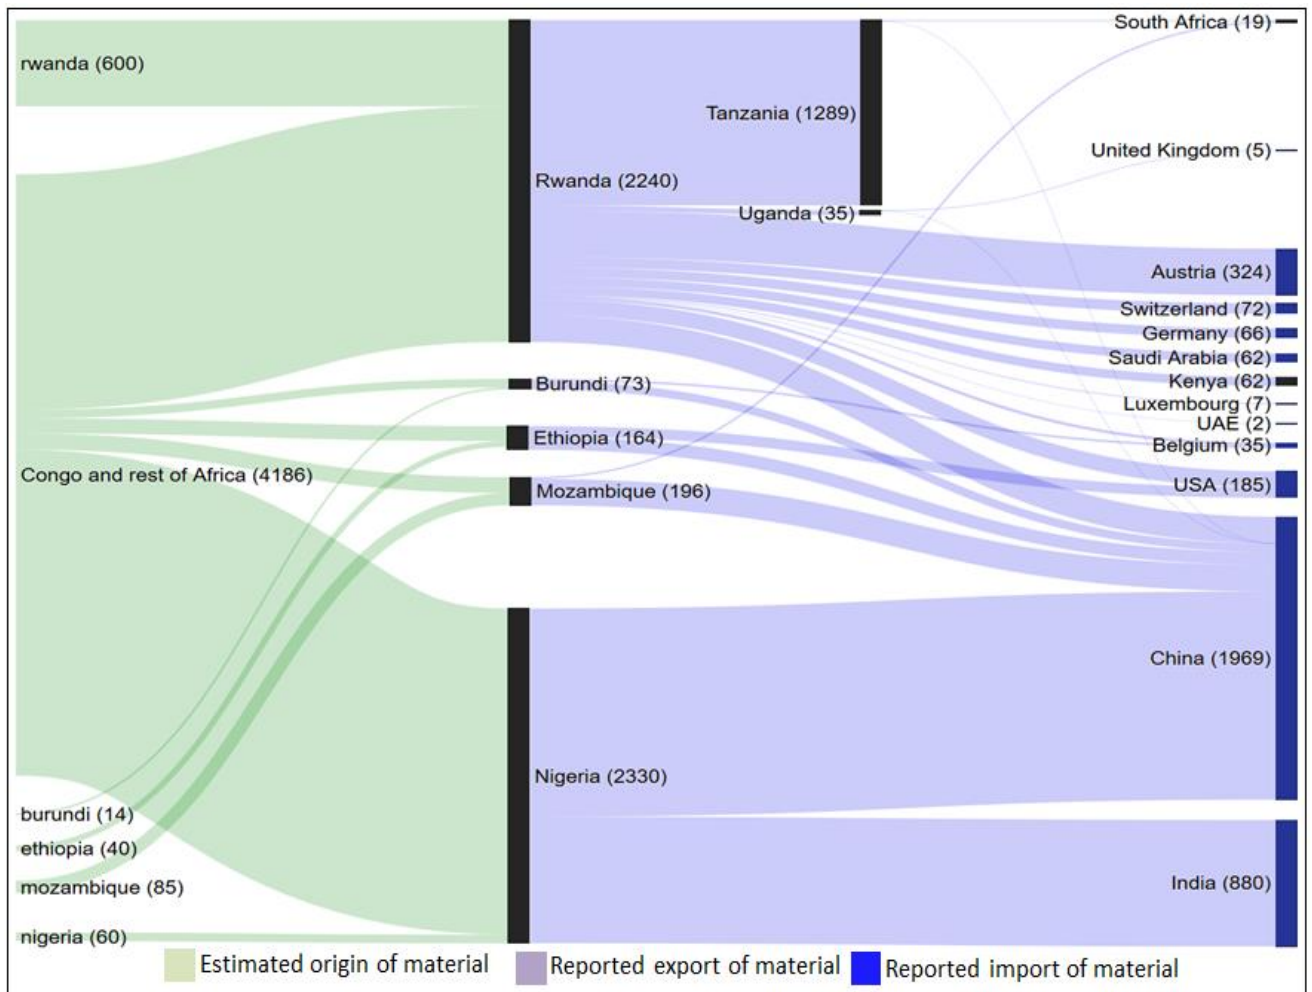 South Africa (19)
rwanda (600)
Tanzania (1289)
United Kingdom (5)
Rwanda (2240)
Uganda (35)
Austria (324)
Switzerland (72)
Germany (66)
Saudi Arabia (62)
Burundi (73)
Kenya (62)
Luxembourg (7)
UAE (2)
Ethiopia (164)
Belgium (35)
Congo and rest of Africa (4186)
Mozambique (196)
USA (185)
China (1969)
Nigeria (2330)
burundi (14)
ethiopia (40)
mozambique (85)
India (880)
nigeria (60)
Estimated origin of material
Reported export of material
Reported import of material